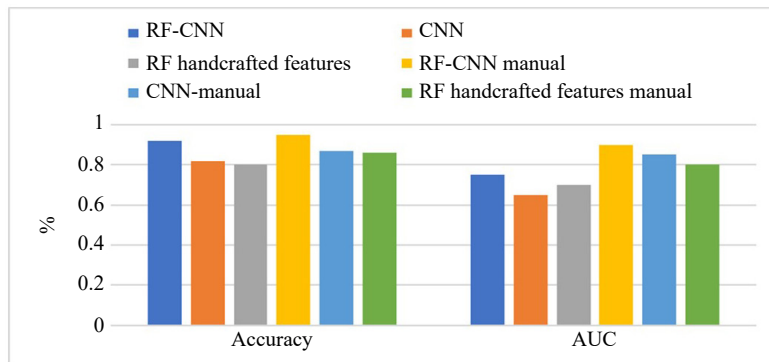 RF-CNN
CNN
RF handcrafted features
RF-CNN manual
CNN-manual
RF handcrafted features manual
1
0.8
0.6
0.4
0.2
0
%
Accuracy
AUC